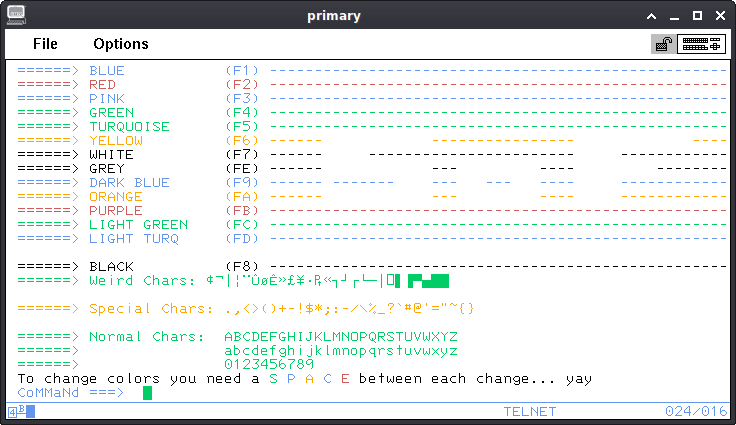 primary
File Options
======> BLUE (F1) ---------------------------------------------------
======> RED (F2) ---------------------------------------------------
======> PINK (F3) ---------------------------------------------------
======> GREEN (F4) ---------------------------------------------------
======> TURQUOISE (F5) ---------------------------------------------------
======> YELLOW (F6) ------ ---------------- ----
======> WHITE (F7) ------ ---------------- ------------
======> GREY (FE) ------ --- ---- --------
======> DARK BLUE (F9) ------ ------- --- --- --- ------------
======> ORANGE (FA) ------ --- --- ---
======> PURPLE (FB) ---------------------------------------------------
======> LIGHT GREEN (FC) ---------------------------------------------------
======> LIGHT TURQ (FD) ---------------------------------------------------
======> BLACK (F8) ---------------------------------------------------
======> Weird Chars: ¢¬|¦¨ÙøÊ»£¥·₧«┐┘┌└─│
======> Special Chars: .,<>()+-!$*;:-/\%_?`#@'="~{}
======> Normal Chars: ABCDEFGHIJKLMNOPQRSTUVWXYZ
======> abcdefghijklmnopqrstuvwxyz
======> 0123456789
To change colors you need a S P A C E between each change... yay
CoMMaNd ===>
4 B TELNET 024/016